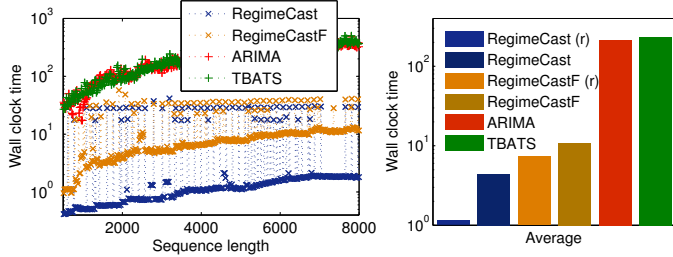 RegimeCast
RegimeCastF
ARIMA
TBATS
Wall clock time
10^3
10^2
10^1
10^0
2000 4000 6000 8000
Sequence length
RegimeCast (r)
RegimeCast
RegimeCastF (r)
RegimeCastF
ARIMA
TBATS
Wall clock time
10^2
10^1
10^0
Average